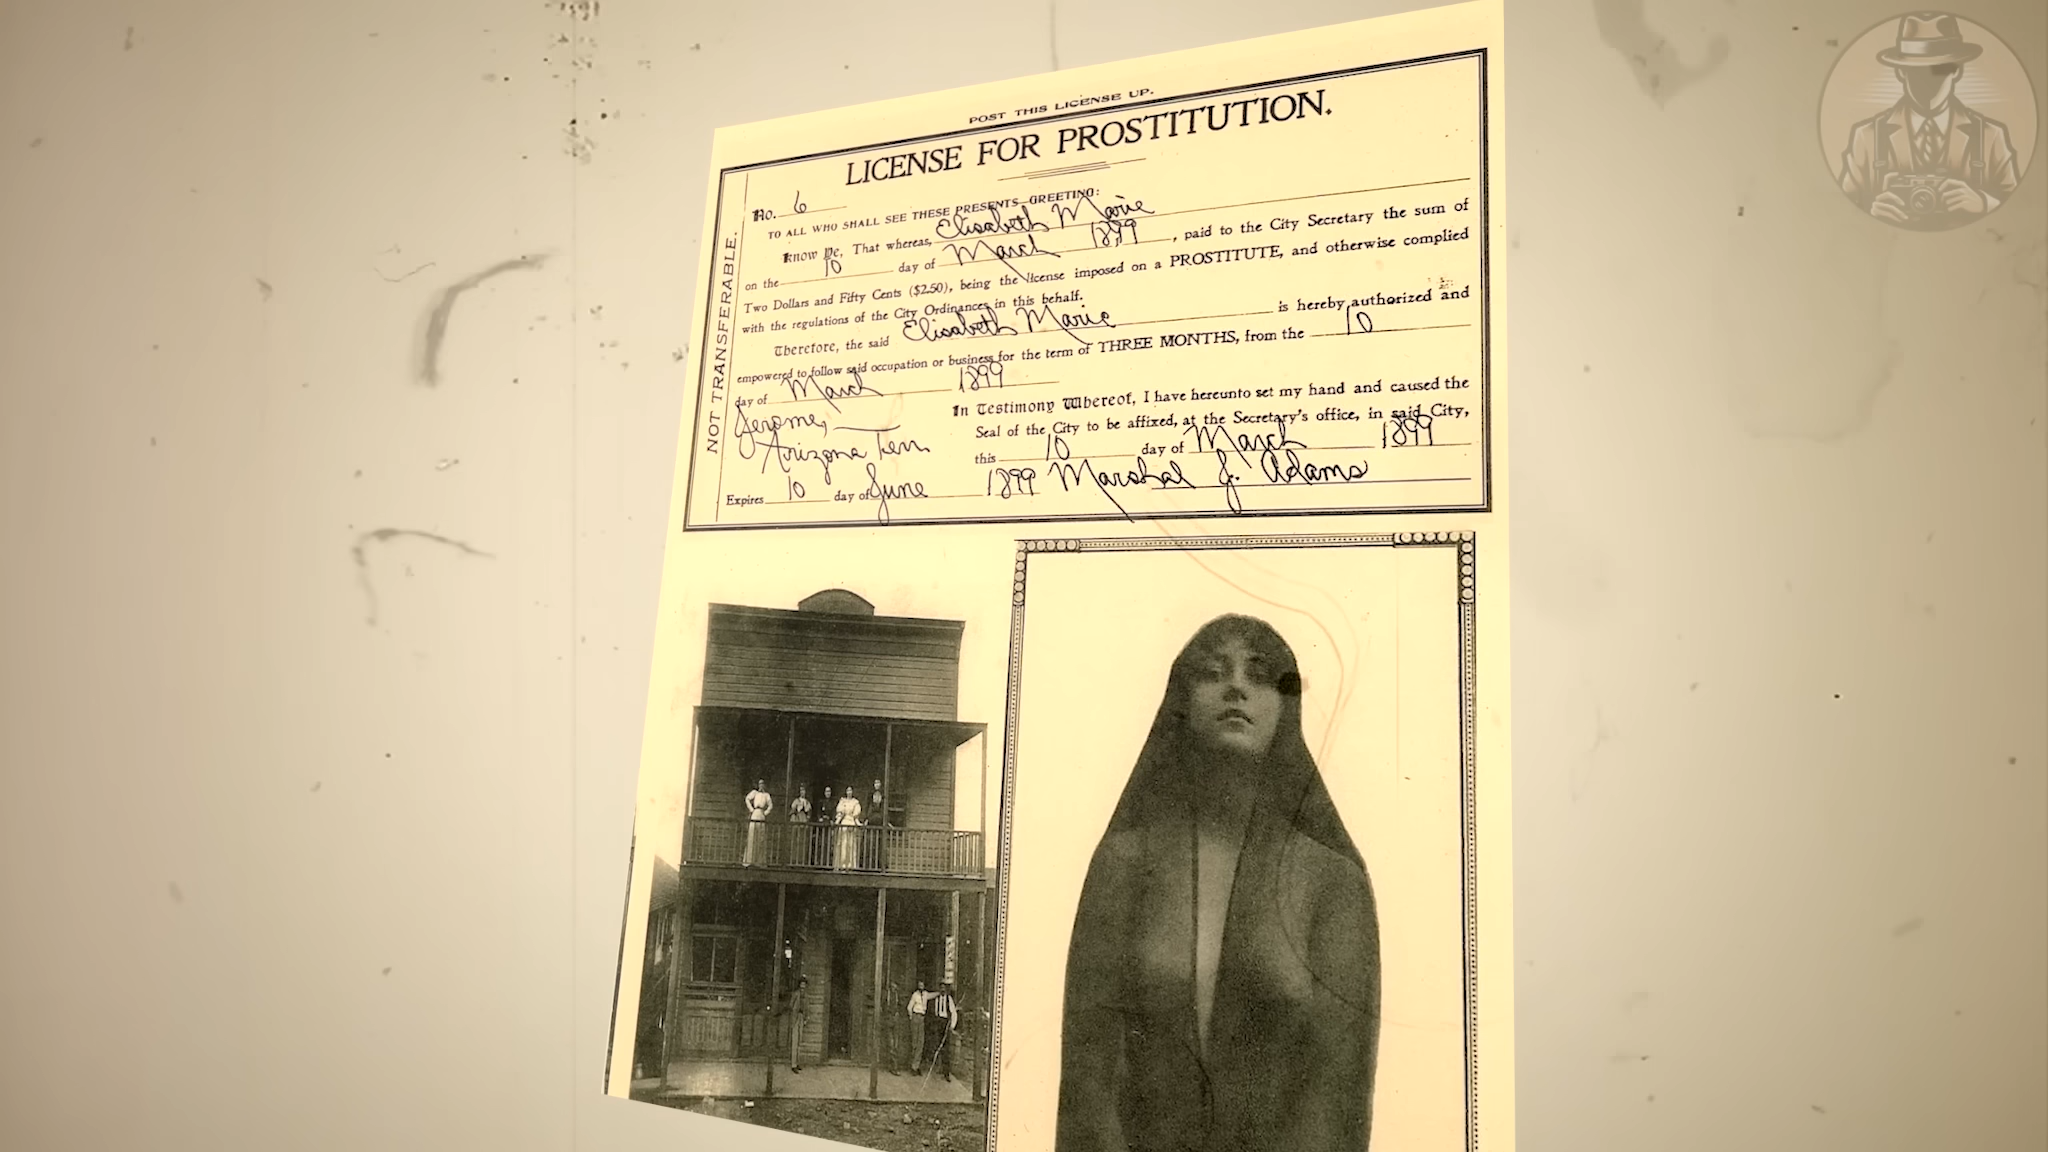 POST THIS LICENSE UP.
LICENSE FOR PROSTITUTION.
NOT TRANSFERABLE.
No. 6
TO ALL WHO SHALL SEE THESE PRESENTS GREETING:
Know Ye, That whereas, Elisabeth Marie
on the 10 day of March 1899, paid to the City Secretary the sum of
Two Dollars and Fifty Cents ($2.50), being the license imposed on a PROSTITUTE, and otherwise complied
with the regulations of the City Ordinances in this behalf.
Therefore, the said Elisabeth Marie is hereby authorized and
empowered to follow said occupation or business for the term of THREE MONTHS, from the 10
day of March 1899
Jerome,
Arizona Terr
In Testimony Whereof, I have hereunto set my hand and caused the
Seal of the City to be affixed, at the Secretary's office, in said City,
this 10 day of March 1899
Expires 10 day of June 1899 Marshal J. Adams